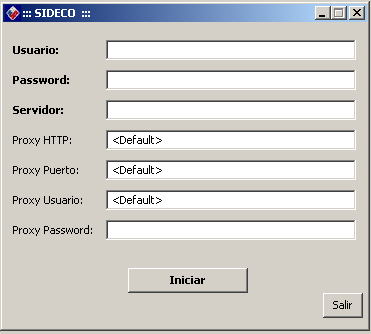 ::: SIDECO :::
Usuario:
Password:
Servidor:
Proxy HTTP: <Default>
Proxy Puerto: <Default>
Proxy Usuario: <Default>
Proxy Password:
Iniciar
Salir